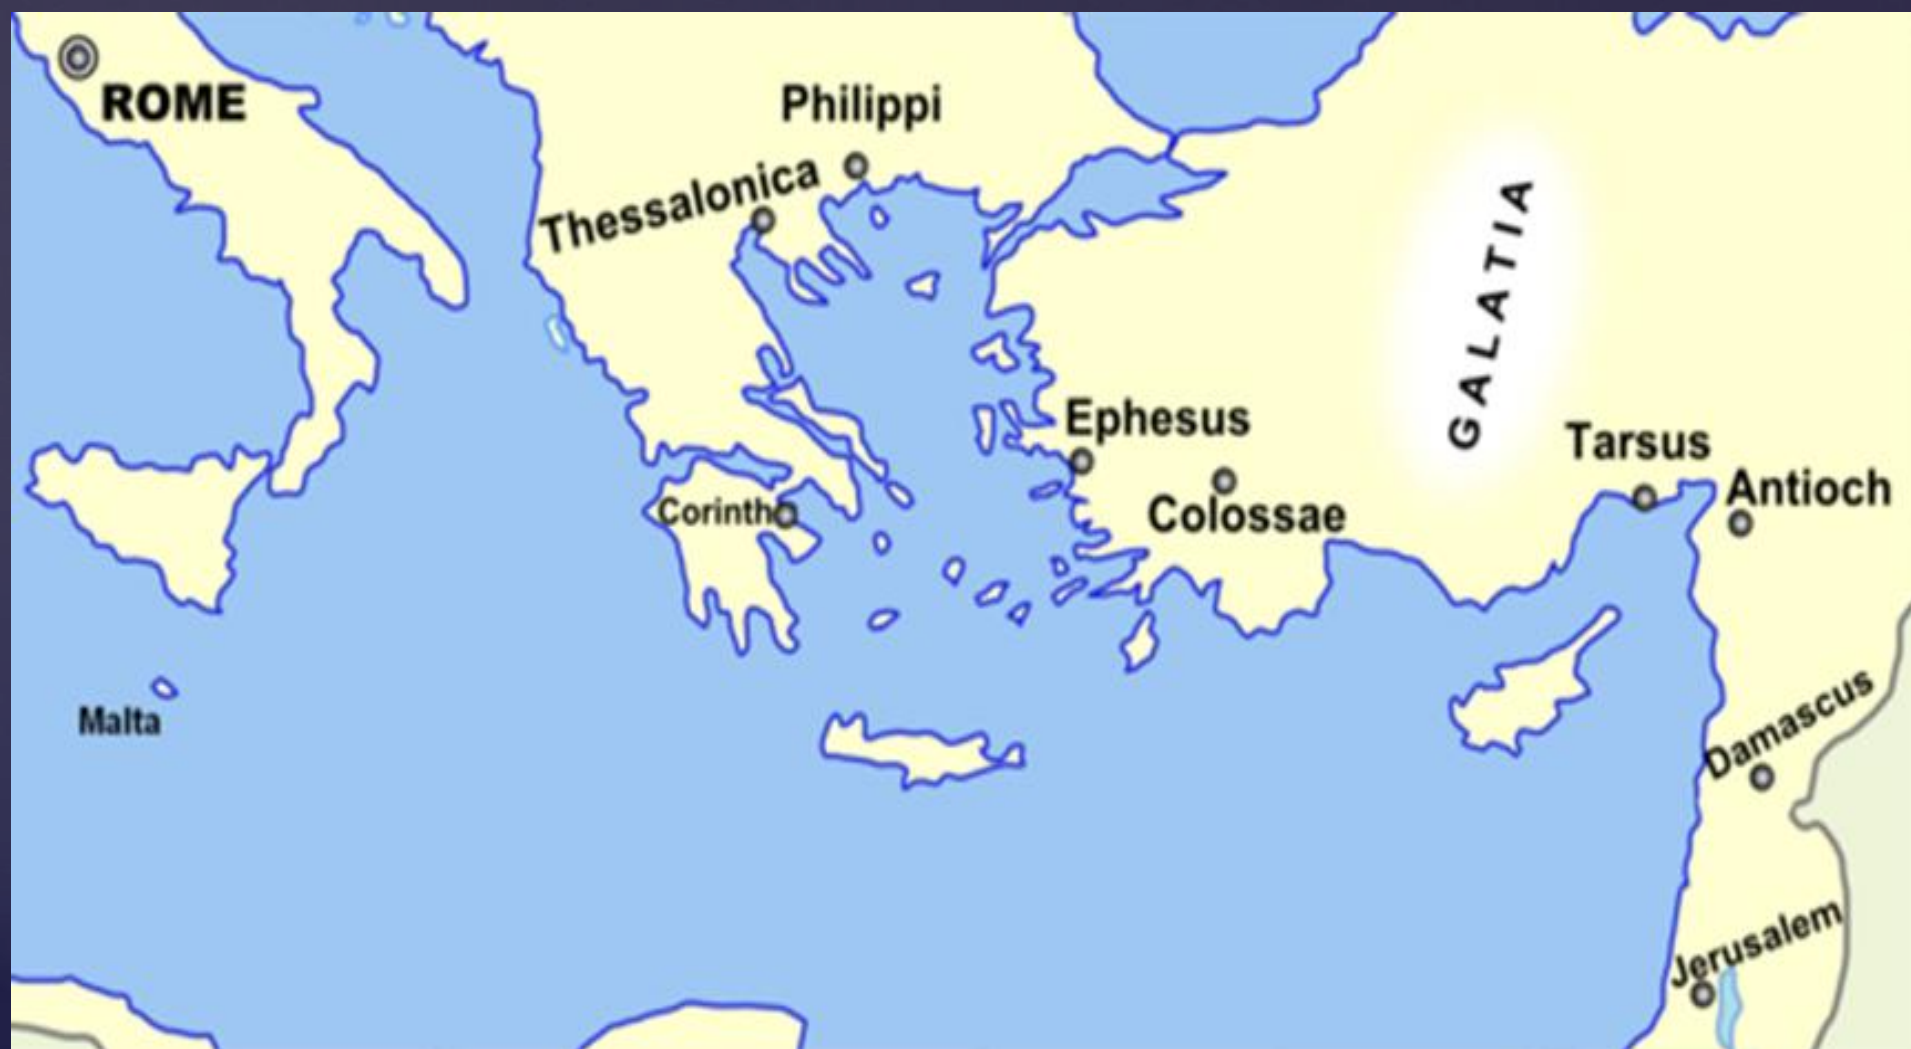 ROME
Philippi
Thessalonica
GALATIA
Ephesus
Tarsus
Antioch
Corinth
Colossae
Malta
Damascus
Jerusalem